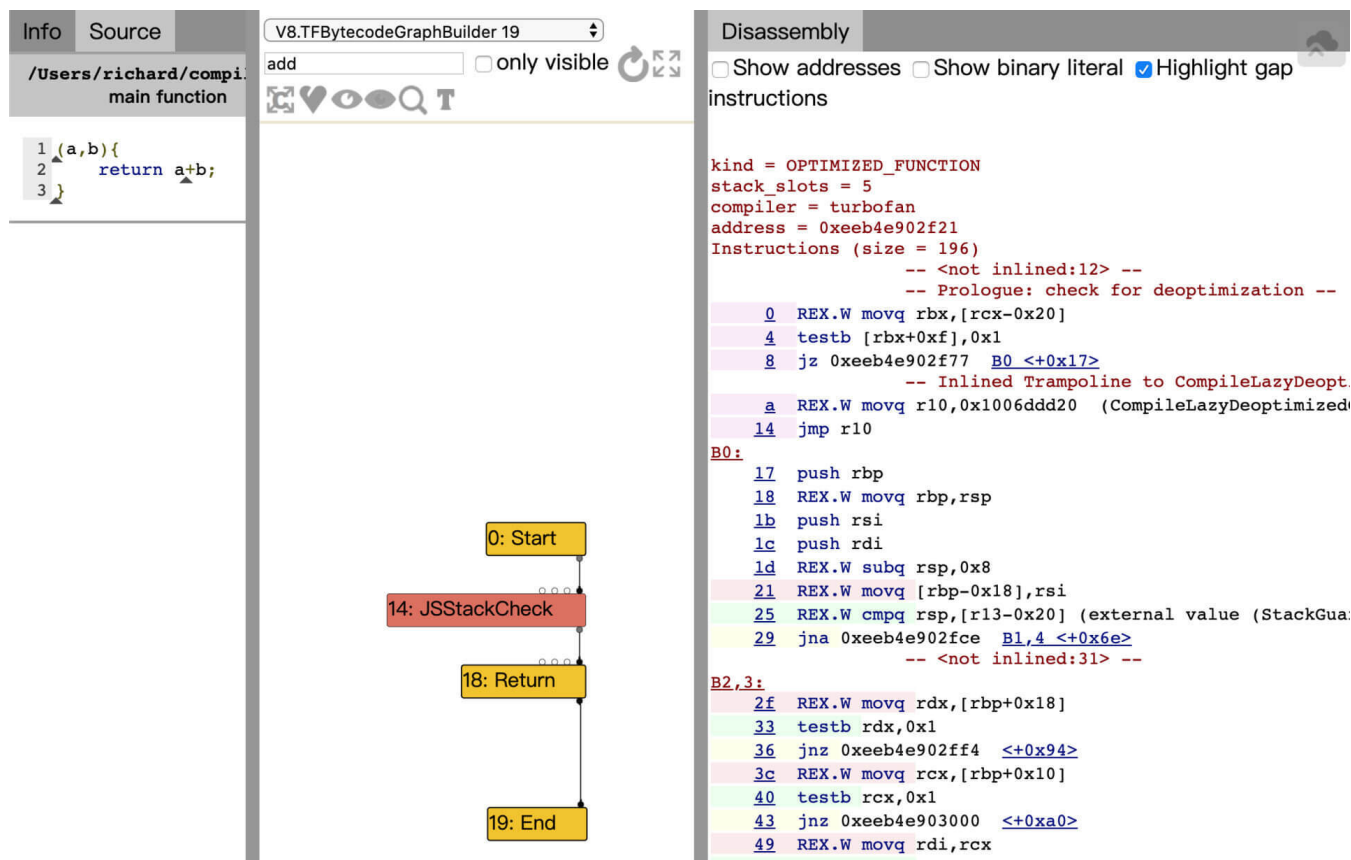 Info Source
/Users/richard/compi
main function
1 (a,b){
2 return a+b;
3 }
V8.TFBytecodeGraphBuilder 19
add
only visible
T
0: Start
14: JSStackCheck
18: Return
19: End
Disassembly
Show addresses Show binary literal Highlight gap
instructions
kind = OPTIMIZED_FUNCTION
stack_slots = 5
compiler = turbofan
address = 0xeeb4e902f21
Instructions (size = 196)
-- <not inlined:12> --
-- Prologue: check for deoptimization --
0 REX.W movq rbx,[rcx-0x20]
4 testb [rbx+0xf],0x1
8 jz 0xeeb4e902f77 B0 <+0x17>
-- Inlined Trampoline to CompileLazyDeopti
a REX.W movq r10,0x1006ddd20 (CompileLazyDeoptimized
14 jmp r10
B0:
17 push rbp
18 REX.W movq rbp,rsp
1b push rsi
1c push rdi
1d REX.W subq rsp,0x8
21 REX.W movq [rbp-0x18],rsi
25 REX.W cmpq rsp,[r13-0x20] (external value (StackGua
29 jna 0xeeb4e902fce B1,4 <+0x6e>
-- <not inlined:31> --
B2,3:
2f REX.W movq rdx,[rbp+0x18]
33 testb rdx,0x1
36 jnz 0xeeb4e902ff4 <+0x94>
3c REX.W movq rcx,[rbp+0x10]
40 testb rcx,0x1
43 jnz 0xeeb4e903000 <+0xa0>
49 REX.W movq rdi,rcx